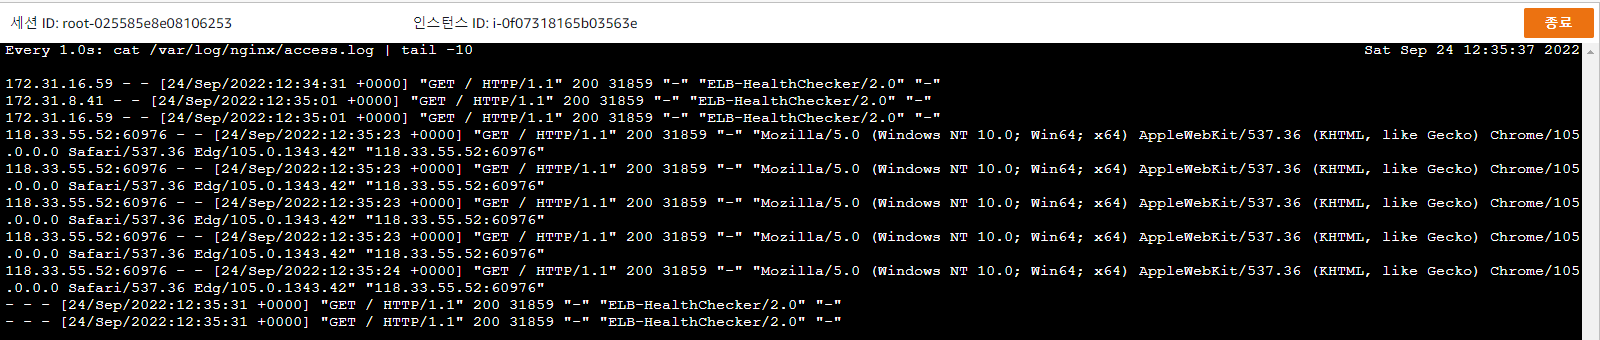 세션 ID: root-025585e8e08106253 인스턴스 ID: i-0f07318165b03563e 종료
Every 1.0s: cat /var/log/nginx/access.log | tail -10 Sat Sep 24 12:35:37 2022
172.31.16.59 - - [24/Sep/2022:12:34:31 +0000] "GET / HTTP/1.1" 200 31859 "-" "ELB-HealthChecker/2.0" "-"
172.31.8.41 - - [24/Sep/2022:12:35:01 +0000] "GET / HTTP/1.1" 200 31859 "-" "ELB-HealthChecker/2.0" "-"
172.31.16.59 - - [24/Sep/2022:12:35:01 +0000] "GET / HTTP/1.1" 200 31859 "-" "ELB-HealthChecker/2.0" "-"
118.33.55.52:60976 - - [24/Sep/2022:12:35:23 +0000] "GET / HTTP/1.1" 200 31859 "-" "Mozilla/5.0 (Windows NT 10.0; Win64; x64) AppleWebKit/537.36 (KHTML, like Gecko) Chrome/105
.0.0.0 Safari/537.36 Edg/105.0.1343.42" "118.33.55.52:60976"
118.33.55.52:60976 - - [24/Sep/2022:12:35:23 +0000] "GET / HTTP/1.1" 200 31859 "-" "Mozilla/5.0 (Windows NT 10.0; Win64; x64) AppleWebKit/537.36 (KHTML, like Gecko) Chrome/105
.0.0.0 Safari/537.36 Edg/105.0.1343.42" "118.33.55.52:60976"
118.33.55.52:60976 - - [24/Sep/2022:12:35:23 +0000] "GET / HTTP/1.1" 200 31859 "-" "Mozilla/5.0 (Windows NT 10.0; Win64; x64) AppleWebKit/537.36 (KHTML, like Gecko) Chrome/105
.0.0.0 Safari/537.36 Edg/105.0.1343.42" "118.33.55.52:60976"
118.33.55.52:60976 - - [24/Sep/2022:12:35:23 +0000] "GET / HTTP/1.1" 200 31859 "-" "Mozilla/5.0 (Windows NT 10.0; Win64; x64) AppleWebKit/537.36 (KHTML, like Gecko) Chrome/105
.0.0.0 Safari/537.36 Edg/105.0.1343.42" "118.33.55.52:60976"
118.33.55.52:60976 - - [24/Sep/2022:12:35:24 +0000] "GET / HTTP/1.1" 200 31859 "-" "Mozilla/5.0 (Windows NT 10.0; Win64; x64) AppleWebKit/537.36 (KHTML, like Gecko) Chrome/105
.0.0.0 Safari/537.36 Edg/105.0.1343.42" "118.33.55.52:60976"
- - - [24/Sep/2022:12:35:31 +0000] "GET / HTTP/1.1" 200 31859 "-" "ELB-HealthChecker/2.0" "-"
- - - [24/Sep/2022:12:35:31 +0000] "GET / HTTP/1.1" 200 31859 "-" "ELB-HealthChecker/2.0" "-"